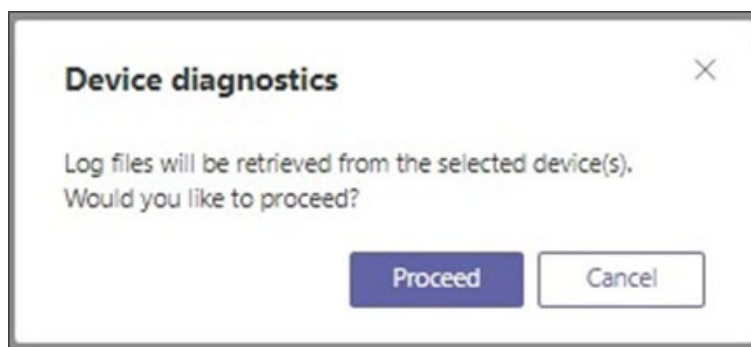 Device diagnostics
Log files will be retrieved from the selected device(s).
Would you like to proceed?
Proceed
Cancel